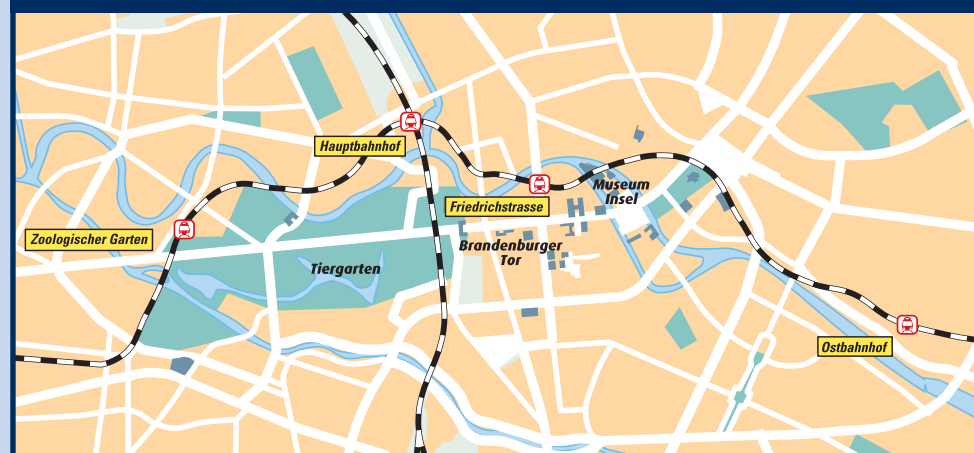 Hauptbahnhof
Museum
Insel
Friedrichstrasse
Zoologischer Garten
Brandenburger
Tor
Tiergarten
Ostbahnhof